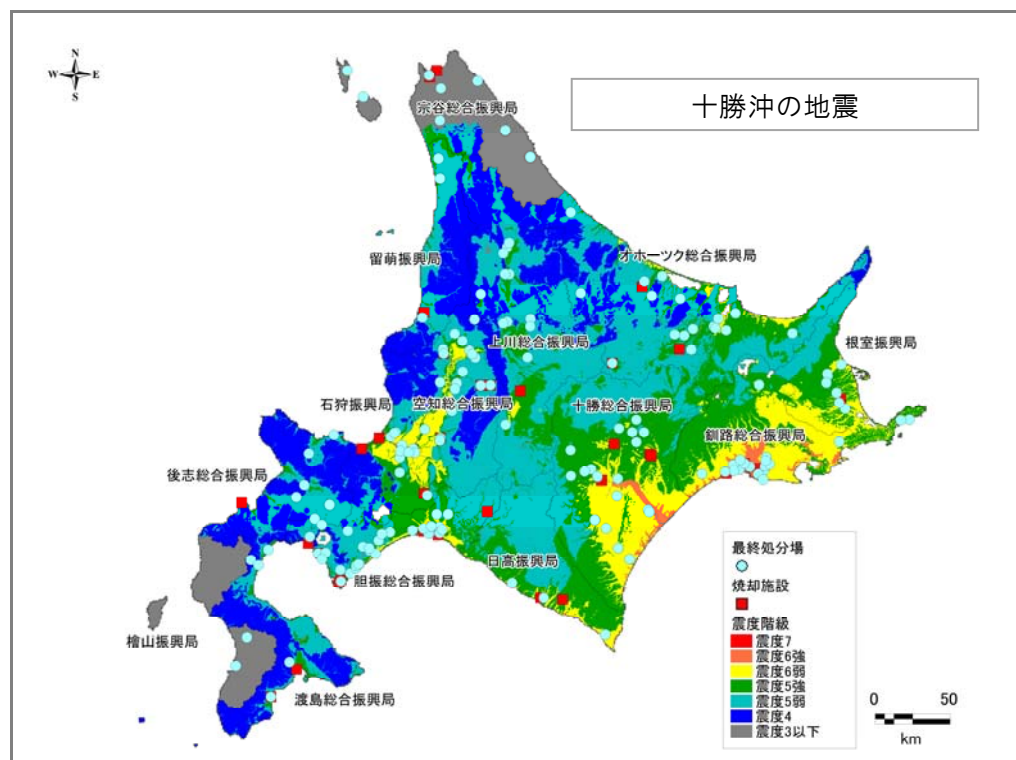 N
W E
S
十勝沖の地震
宗谷総合振興局
留萌振興局
オホーツク総合振興局
上川総合振興局
根室振興局
石狩振興局
空知総合振興局
十勝総合振興局
釧路総合振興局
後志総合振興局
日高振興局
胆振総合振興局
檜山振興局
渡島総合振興局
最終処分場
焼却施設
震度階級
震度7
震度6強
震度6弱
震度5強
震度5弱
震度4
震度3以下
0 50
km